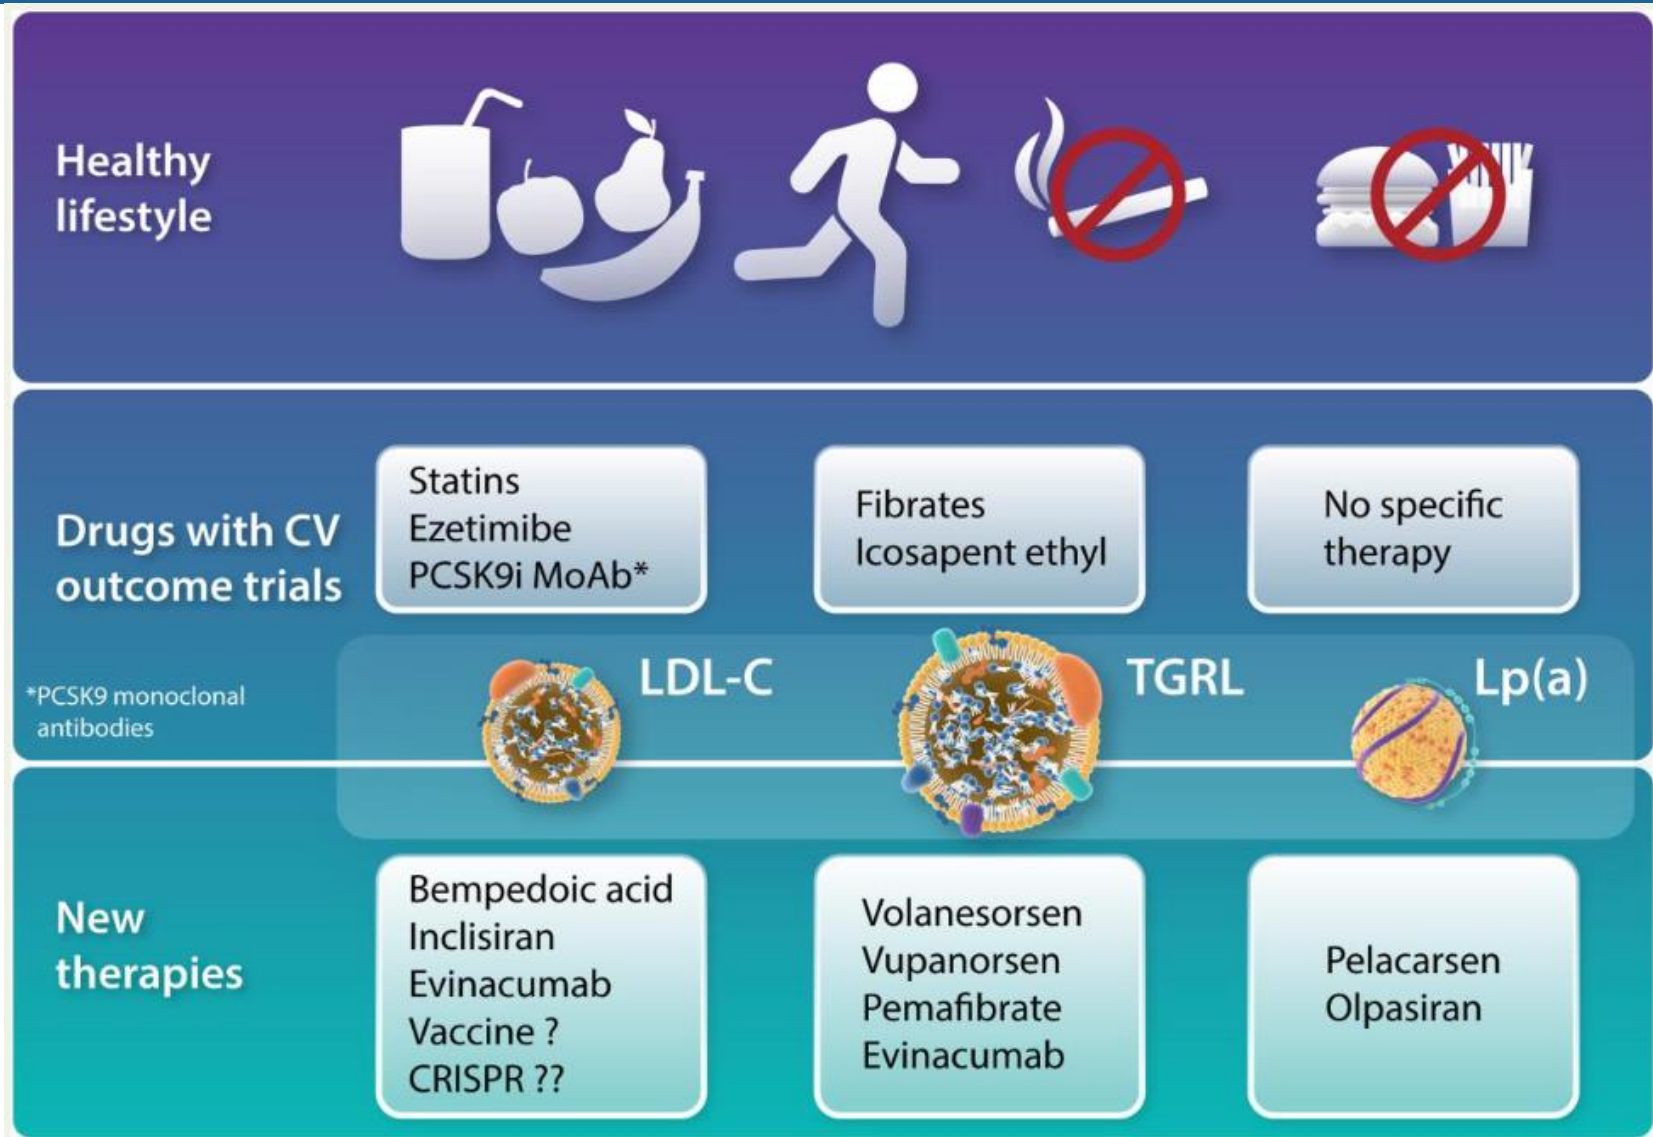 Healthy
lifestyle
Drugs with CV
outcome trials
*PCSK9 monoclonal
antibodies
Statins
Ezetimibe
PCSK9i MoAb*
Fibrates
Icosapent ethyl
No specific
therapy
LDL-C
TGRL
Lp(a)
New
therapies
Bempedoic acid
Inclisiran
Evinacumab
Vaccine ?
CRISPR ??
Volanesorsen
Vupanorsen
Pemafibrate
Evinacumab
Pelacarsen
Olpasiran